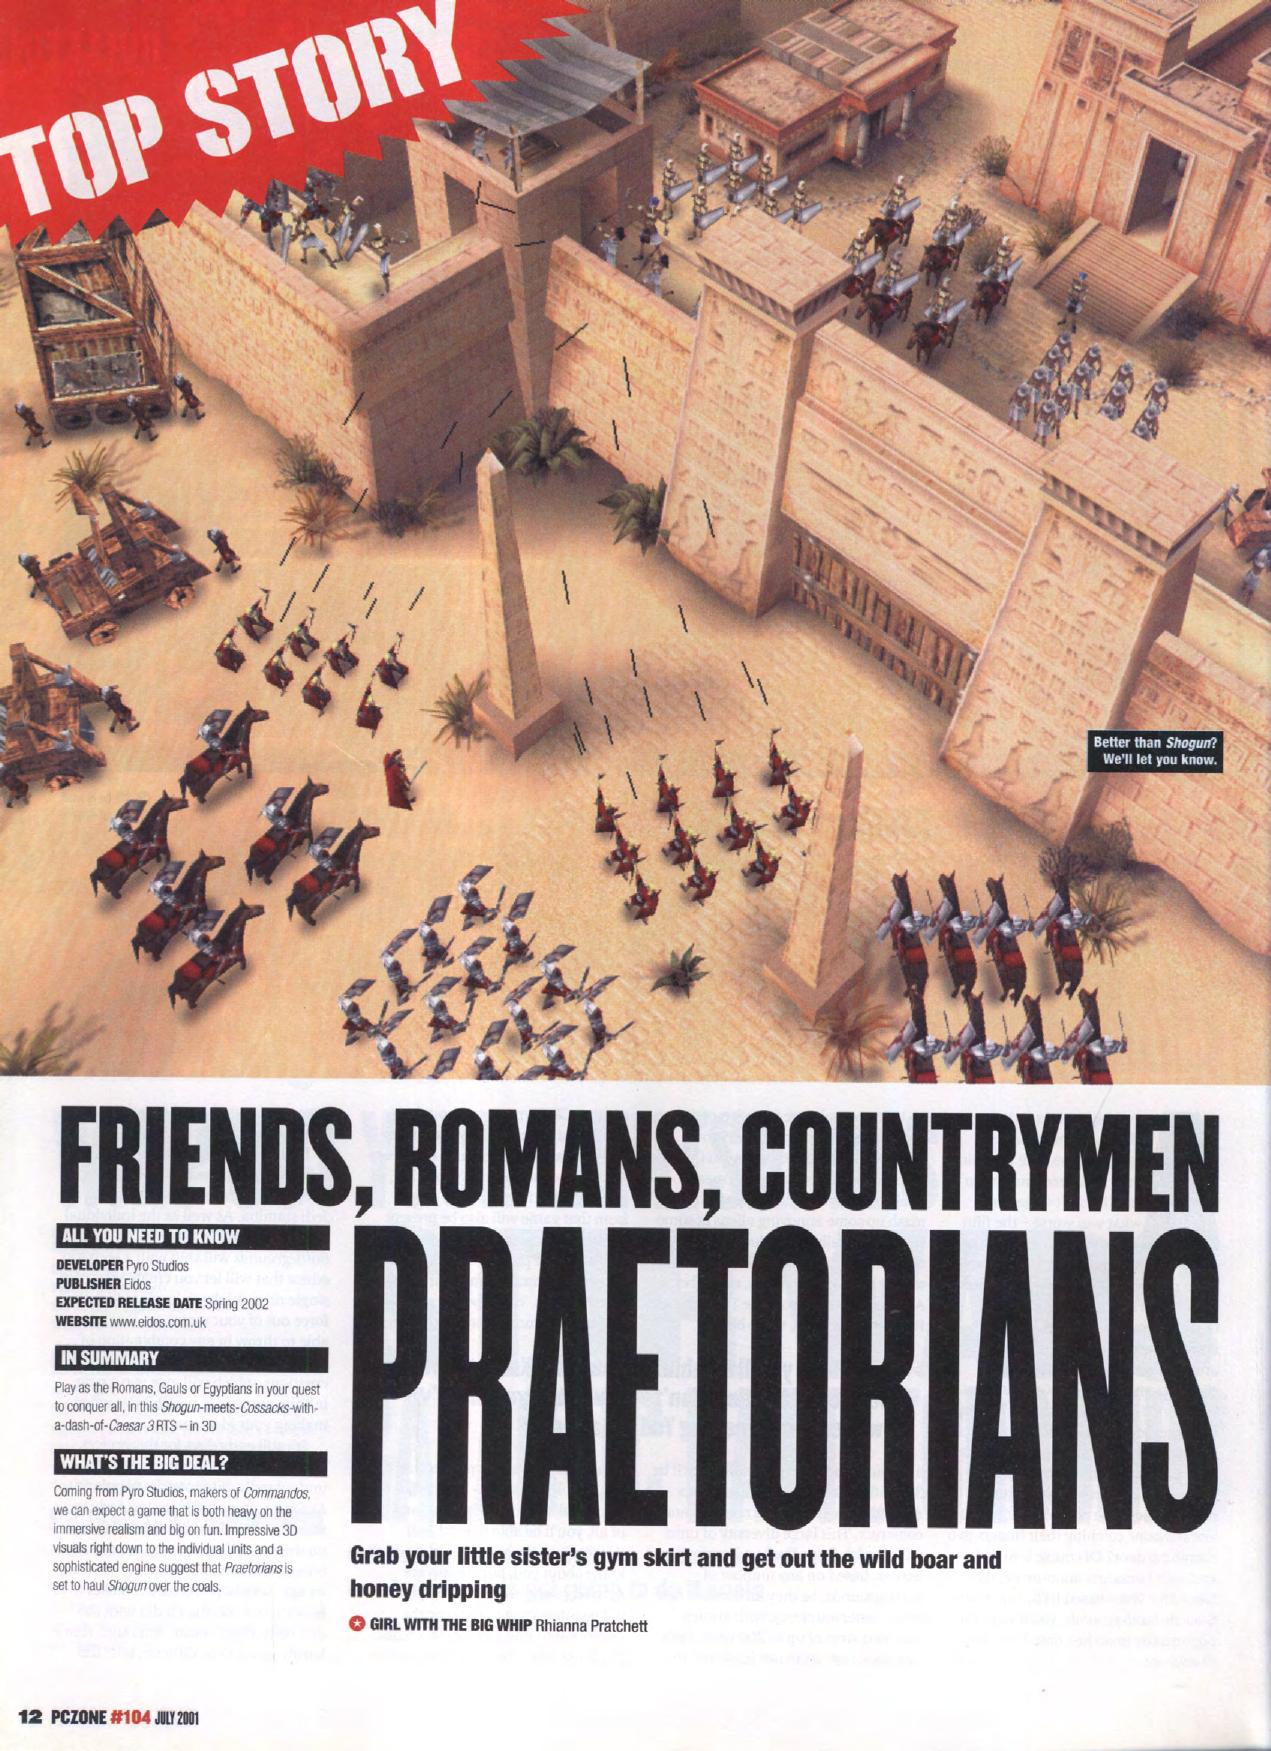 TOP STORY
Better than Shogun?
We'll let you know.
FRIENDS, ROMANS, COUNTRYMEN
PRAETORIANS
ALL YOU NEED TO KNOW
DEVELOPER Pyro Studios
PUBLISHER Eidos
EXPECTED RELEASE DATE Spring 2002
WEBSITE www.eidos.com.uk
IN SUMMARY
Play as the Romans, Gauls or Egyptians in your quest
to conquer all, in this Shogun-meets-Cossacks-with-
a-dash-of-Caesar 3 RTS – in 3D
WHAT'S THE BIG DEAL?
Coming from Pyro Studios, makers of Commandos,
we can expect a game that is both heavy on the
immersive realism and big on fun. Impressive 3D
visuals right down to the individual units and a
sophisticated engine suggest that Praetorians is
set to haul Shogun over the coals.
Grab your little sister's gym skirt and get out the wild boar and
honey dripping
GIRL WITH THE BIG WHIP Rhianna Pratchett
12 PCZONE #104 JULY 2001